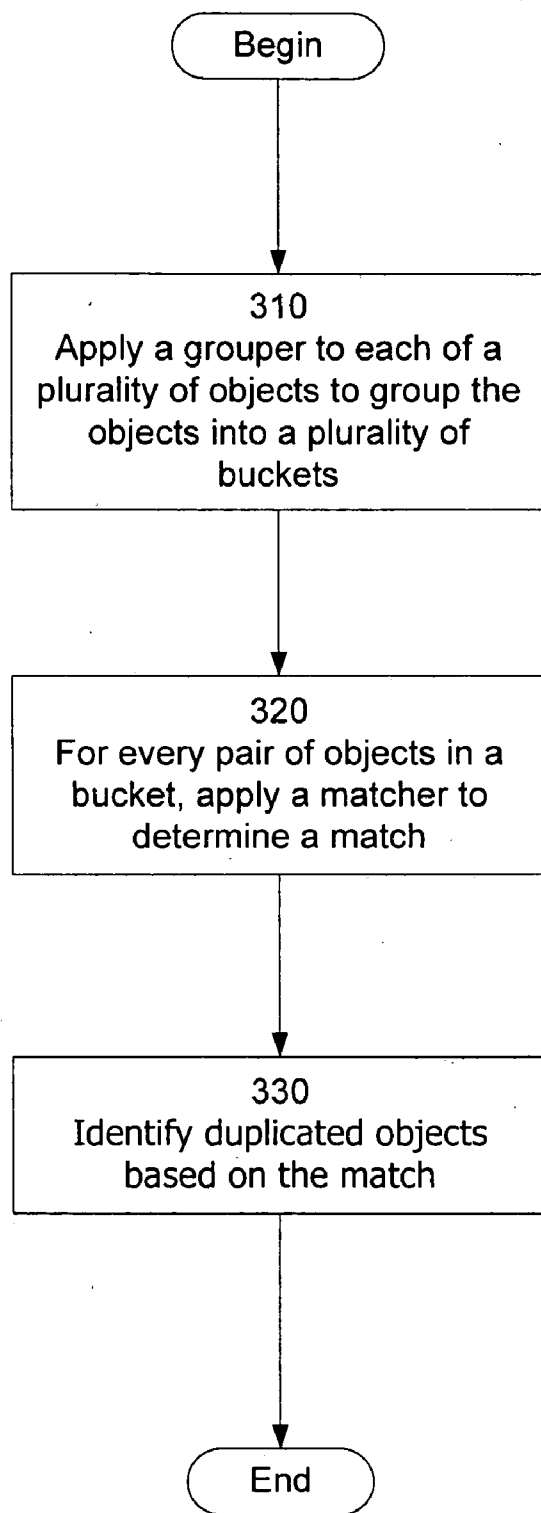 Begin
310
Apply a grouper to each of a
plurality of objects to group the
objects into a plurality of
buckets
320
For every pair of objects in a
bucket, apply a matcher to
determine a match
330
Identify duplicated objects
based on the match
End